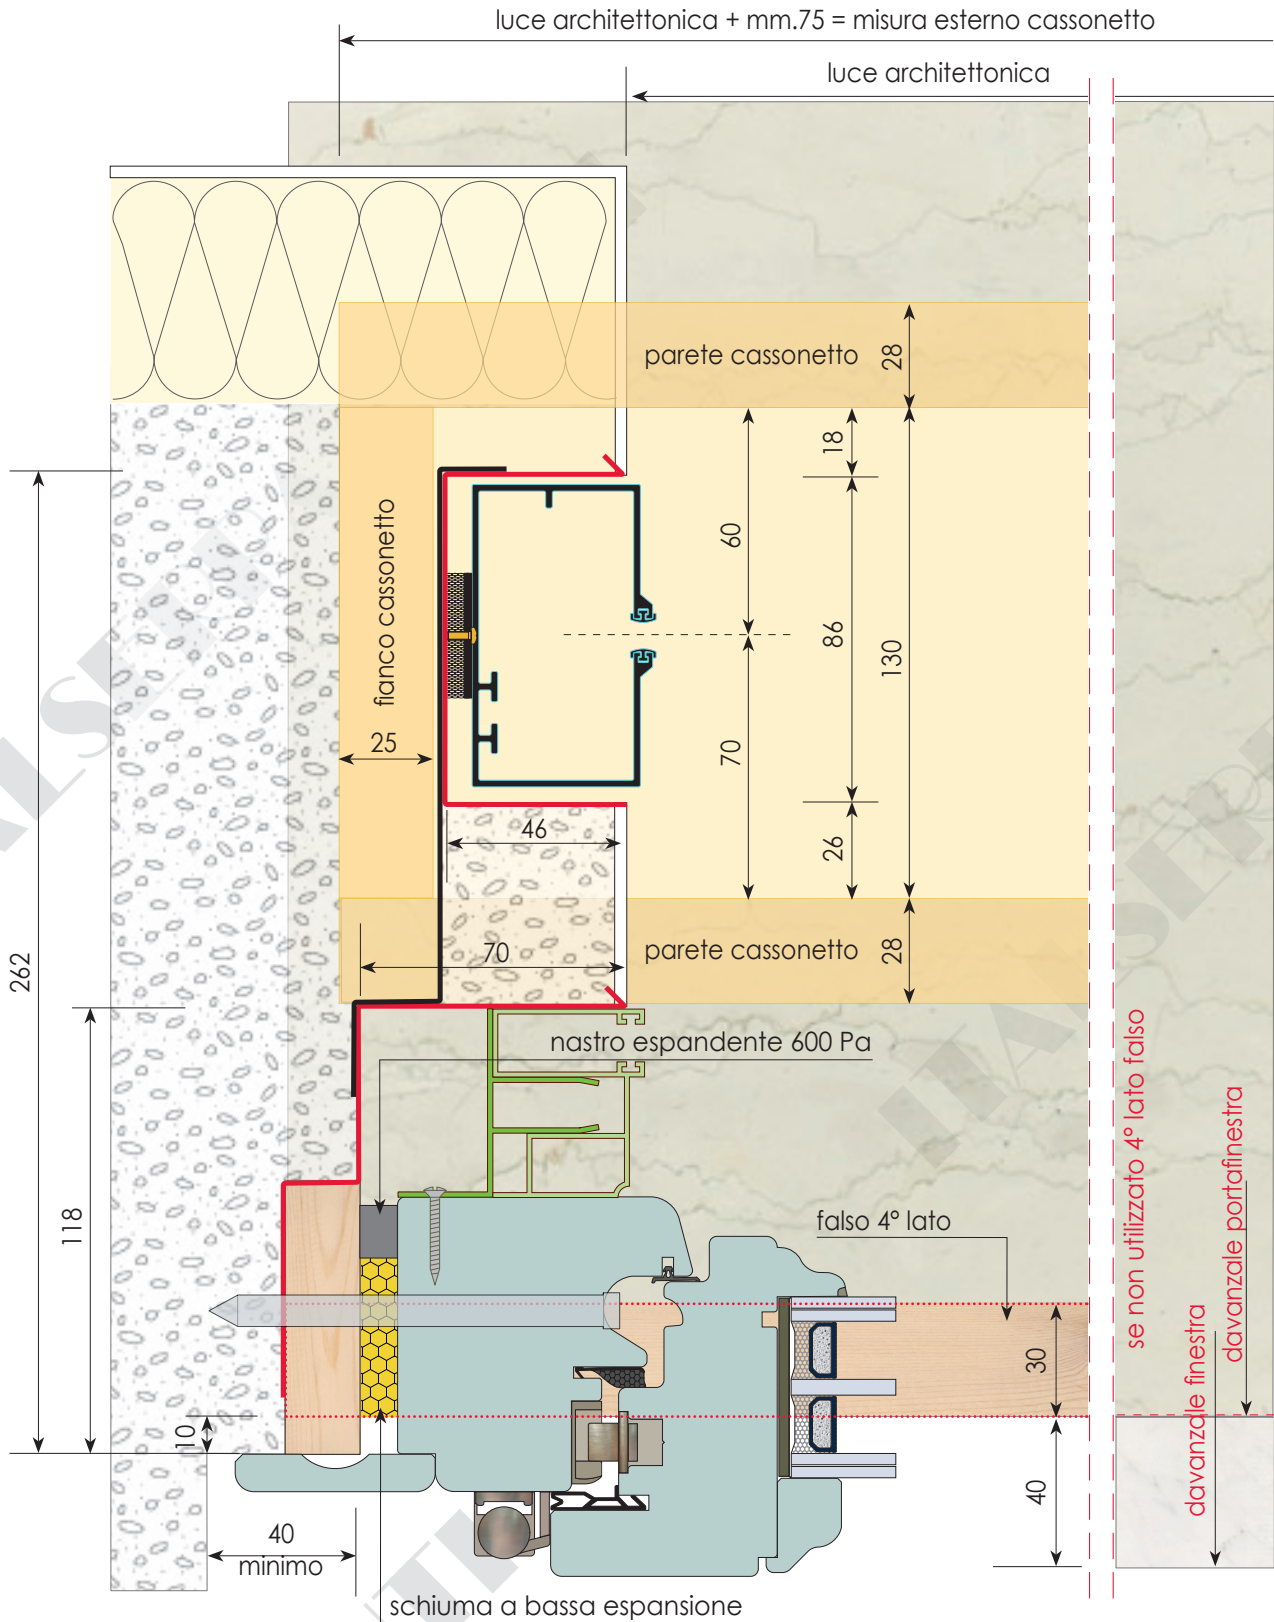 luce architettonica + mm.75 = misura esterno cassonetto
luce architettonica
parete cassonetto
28
18
60
86
130
fianco cassonetto
25
70
46
26
262
70
parete cassonetto
28
nastro espandente 600 Pa
118
falso 4° lato
se non utilizzato 4° lato falso
davanzale portafinestra
davanzale finestra
30
10
40
40
minimo
schiuma a bassa espansione